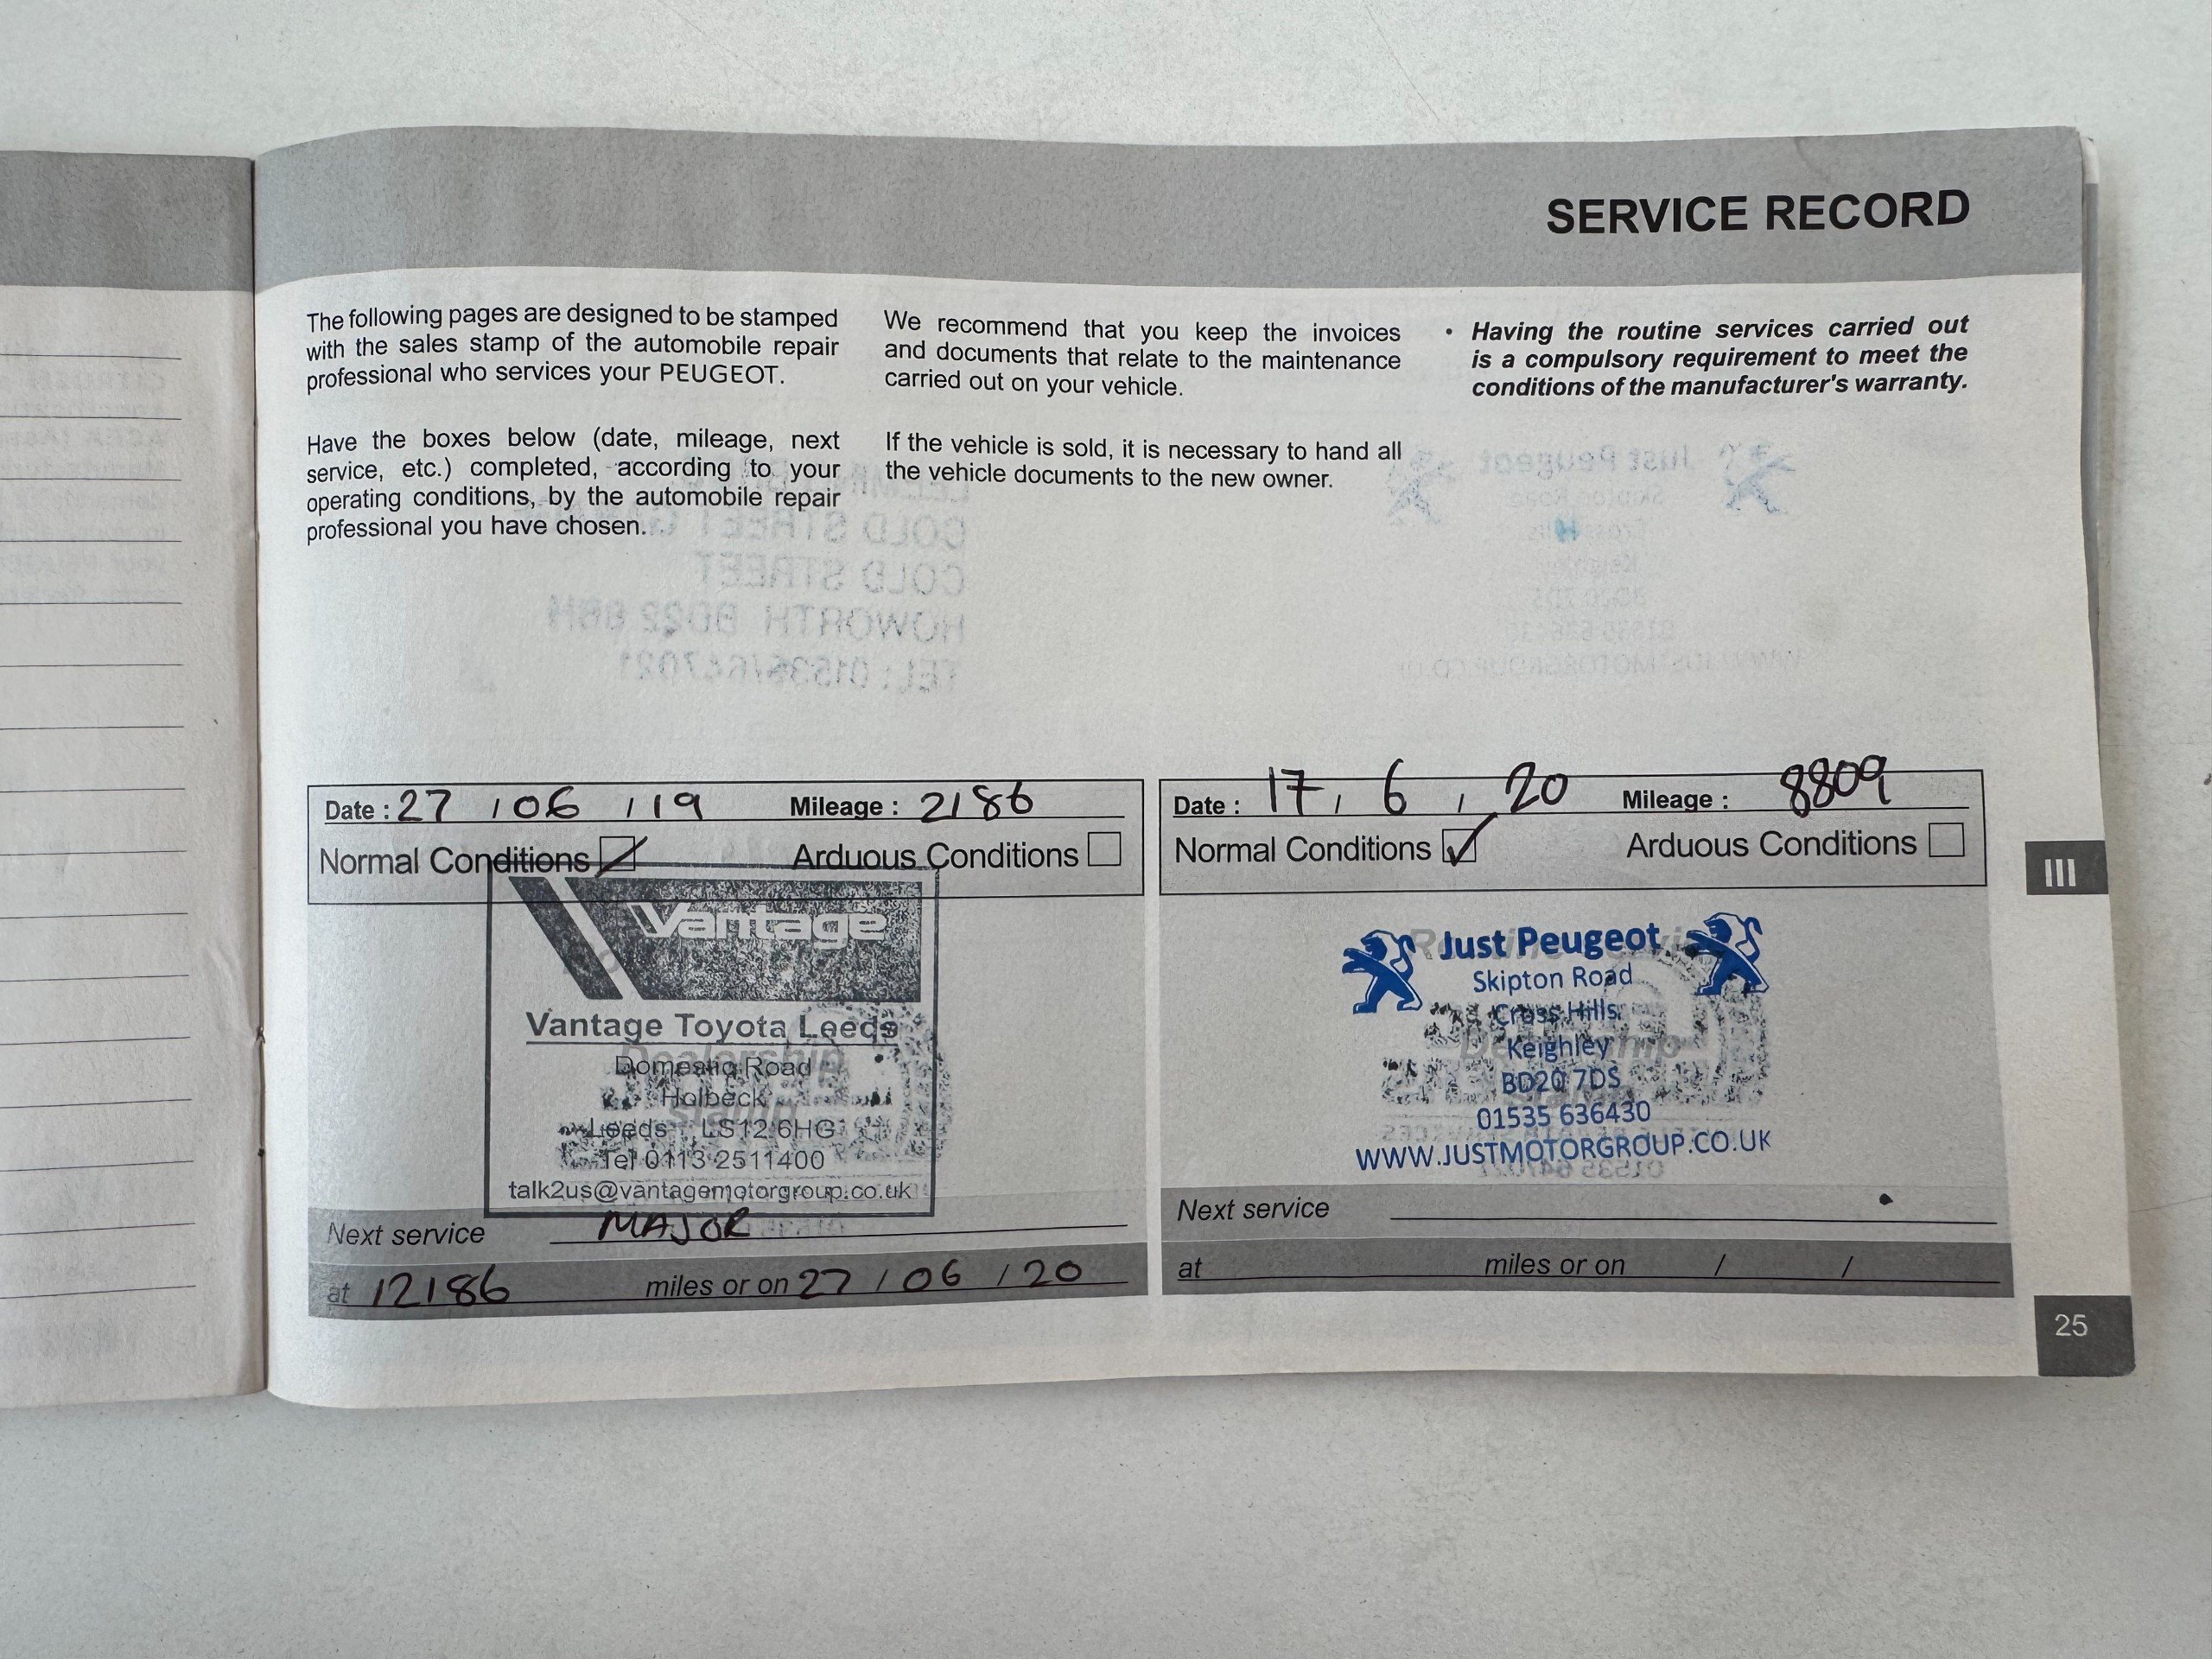 SERVICE RECORD
The following pages are designed to be stamped
with the sales stamp of the automobile repair
professional who services your PEUGEOT.
Have the boxes below (date, mileage, next
service, etc.) completed, according to your
operating conditions, by the automobile repair
professional you have chosen.
We recommend that you keep the invoices
and documents that relate to the maintenance
carried out on your vehicle.
If the vehicle is sold, it is necessary to hand all
the vehicle documents to the new owner.
• Having the routine services carried out
is a compulsory requirement to meet the
conditions of the manufacturer's warranty.
Date : 27 / 06 / 19 Mileage : 2186
Normal Conditions Arduous Conditions
Vantage
Vantage Toyota Leeds
Road
Holbeck
Leeds LS12 6HG
Tel 0113 2511400
talk2us@vantagemotorgroup.co.uk
Next service MAJOR
at 12186 miles or on 27 / 06 / 20
Date : 17 / 6 / 20 Mileage : 8809
Normal Conditions Arduous Conditions
Just Peugeot
Skipton Road
Cross Hills
Keighley
BD20 7DS
01535 636430
WWW.JUSTMOTORGROUP.CO.UK
Next service
at miles or on / /
III
25